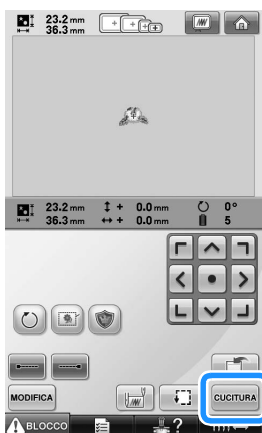 23.2 mm
36.3 mm
23.2 mm + 0.0 mm 0°
36.3 mm + 0.0 mm 5
MODIFICA CUCITURA
BLOCCO ?